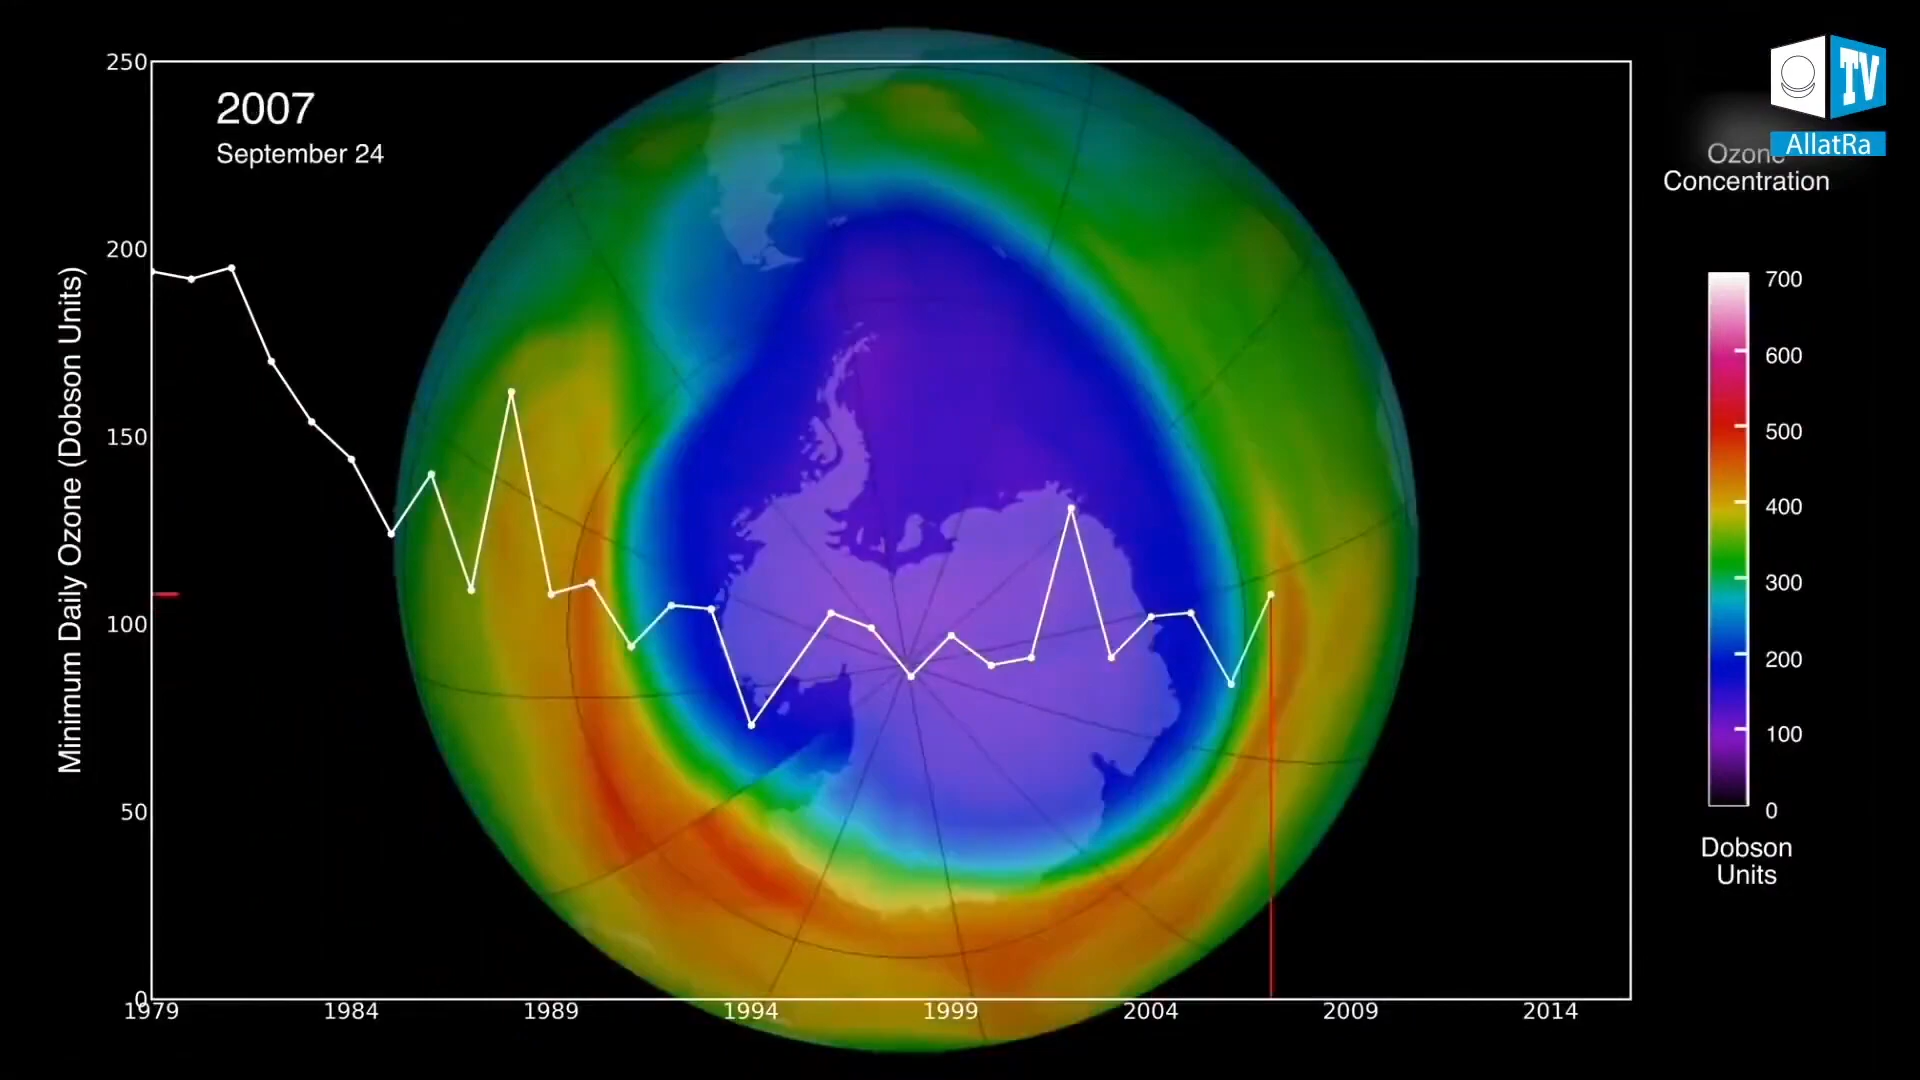 TV
AllatRa
Ozone
Concentration
2007
September 24
Minimum Daily Ozone (Dobson Units)
250
200
150
100
50
0
1979
1984
1989
1994
1999
2004
2009
2014
700
600
500
400
300
200
100
0
Dobson
Units